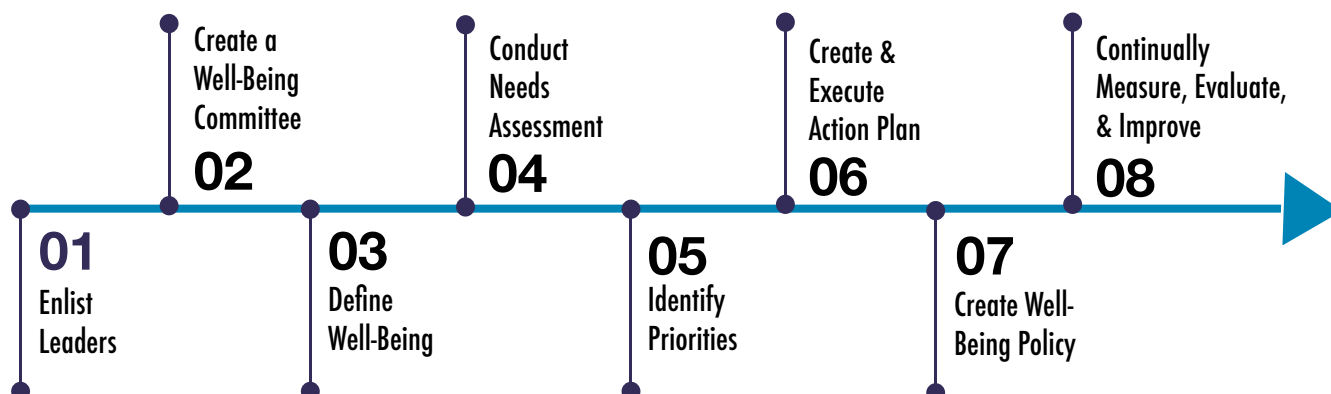 01
Enlist
Leaders
Create a
Well-Being
Committee
02
03
Define
Well-Being
Conduct
Needs
Assessment
04
05
Identify
Priorities
Create &
Execute
Action Plan
06
07
Create Well-
Being Policy
Continually
Measure, Evaluate,
& Improve
08